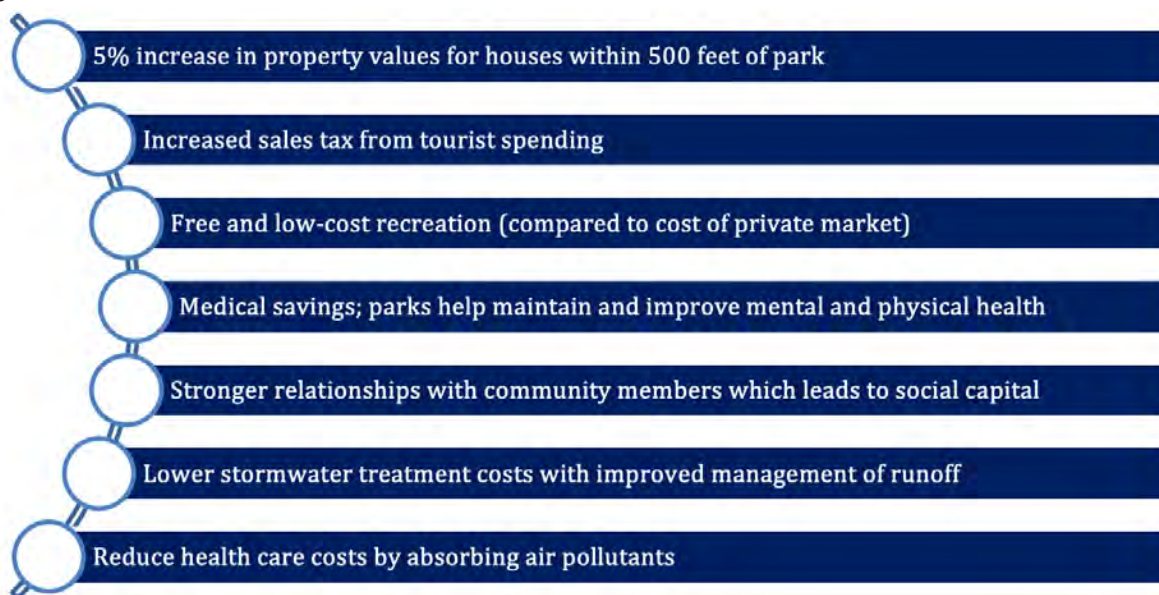 5% increase in property values for houses within 500 feet of park
Increased sales tax from tourist spending
Free and low-cost recreation (compared to cost of private market)
Medical savings; parks help maintain and improve mental and physical health
Stronger relationships with community members which leads to social capital
Lower stormwater treatment costs with improved management of runoff
Reduce health care costs by absorbing air pollutants